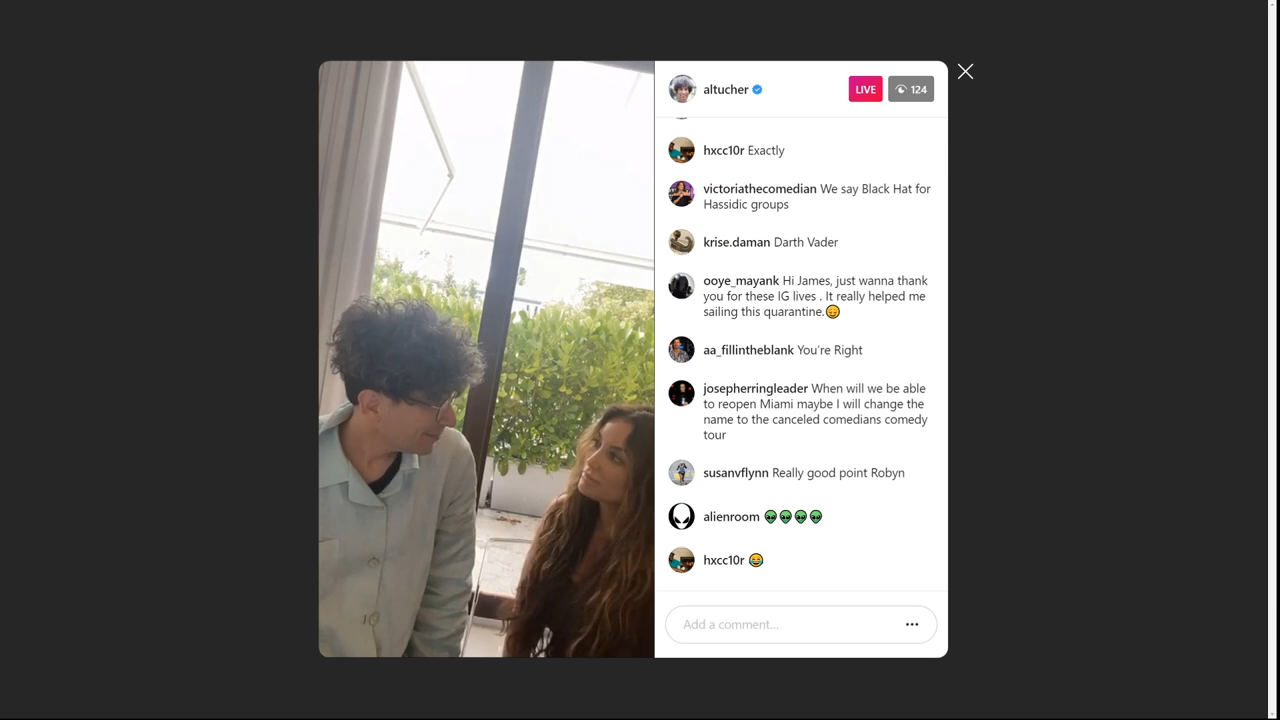 altucher
LIVE
124
hxcc10r Exactly
victoriathecomedian We say Black Hat for
Hassidic groups
krise.daman Darth Vader
ooye_mayank Hi James, just wanna thank
you for these IG lives . It really helped me
sailing this quarantine.😄
aa_fillintheblank You're Right
josepherringleader When will we be able
to reopen Miami maybe I will change the
name to the canceled comedians comedy
tour
susanvflynn Really good point Robyn
alienroom 👽👽👽👽
hxcc10r 😂
Add a comment...